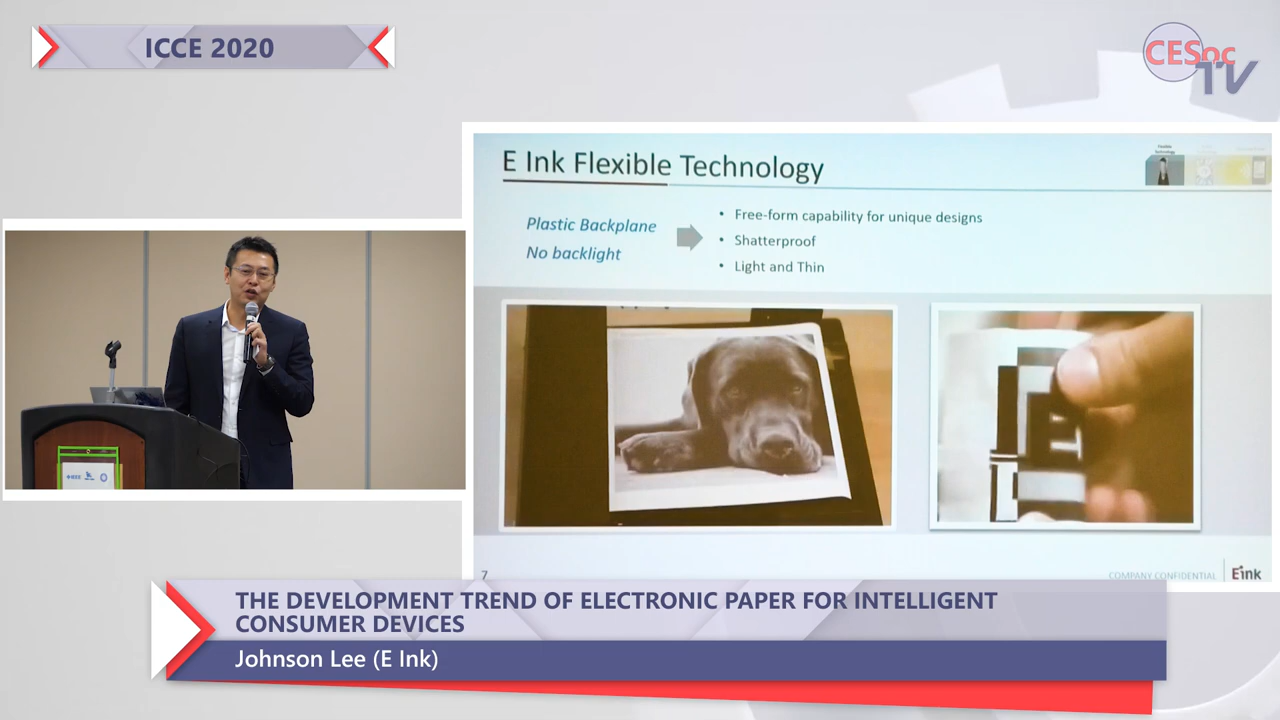 ICCE 2020
CESoc
TV
E Ink Flexible Technology
Plastic Backplane
No backlight
• Free-form capability for unique designs
• Shatterproof
• Light and Thin
7
COMPANY CONFIDENTIAL
E ink
IEEE
THE DEVELOPMENT TREND OF ELECTRONIC PAPER FOR INTELLIGENT
CONSUMER DEVICES
Johnson Lee (E Ink)